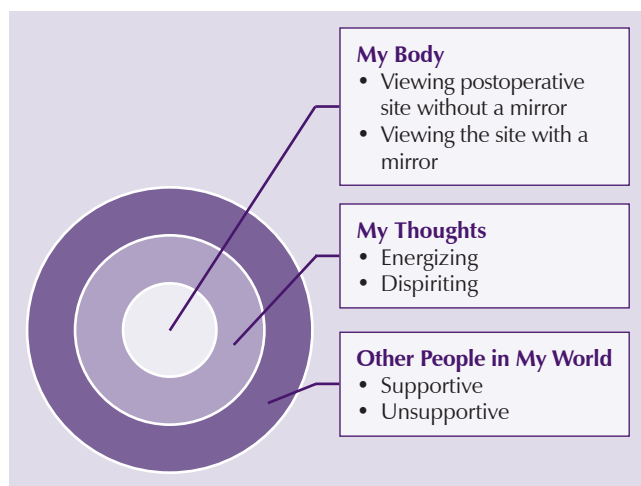 My Body
• Viewing postoperative
site without a mirror
• Viewing the site with a
mirror
My Thoughts
• Energizing
• Dispiriting
Other People in My World
• Supportive
• Unsupportive